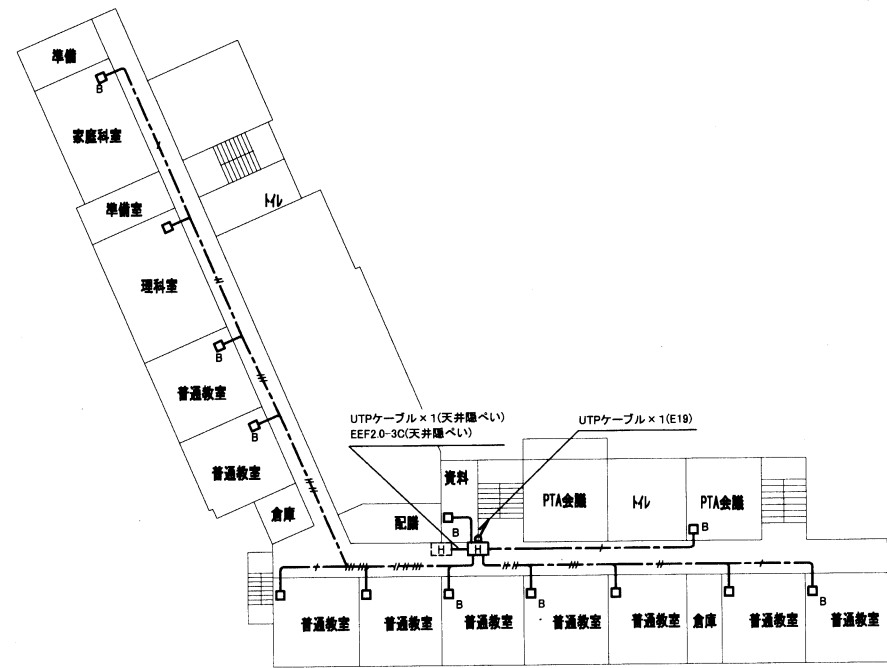 準備
B
家庭科室
準備室
トイレ
理科室
B
普通教室
B
普通教室
倉庫
UTPケーブル×1(天井隠ぺい)
EEF2.0-3C(天井隠ぺい)
UTPケーブル×1(E19)
資料
B
配膳
H
H
PTA会議
トイレ
PTA会議
B
普通教室
普通教室
B
普通教室
B
普通教室
普通教室
倉庫
普通教室
B
普通教室